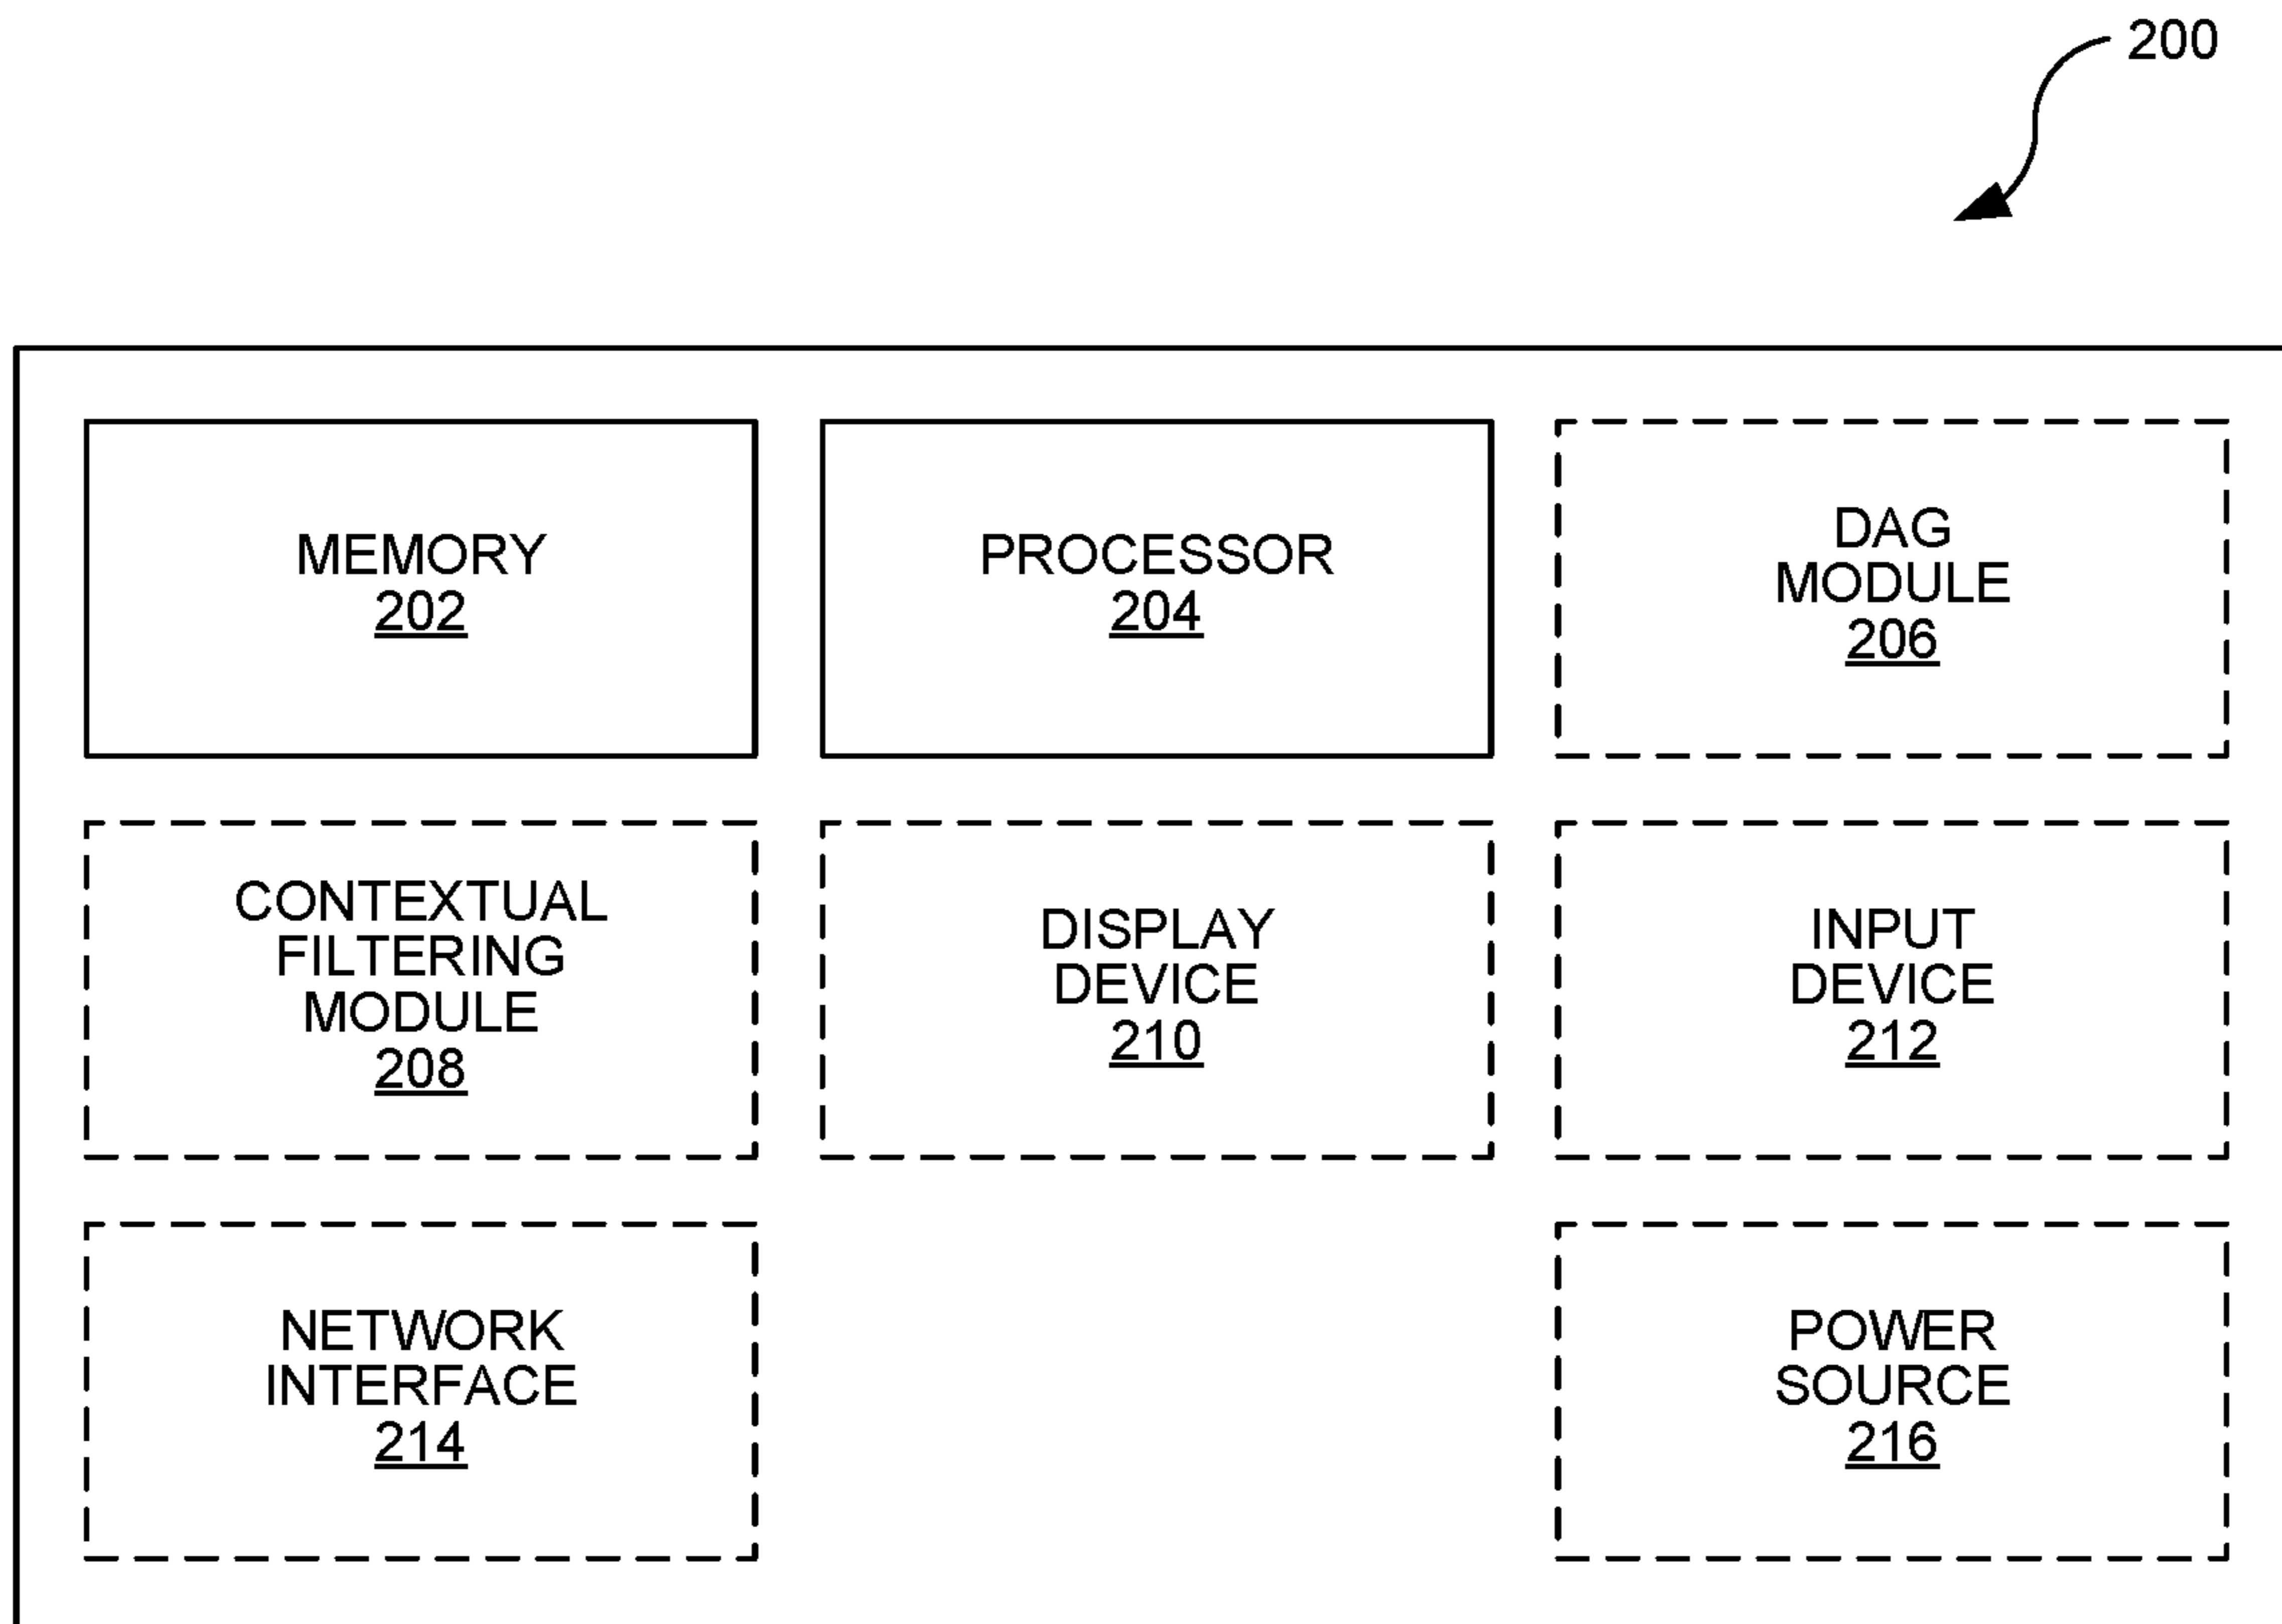 200
MEMORY
202
PROCESSOR
204
DAG
MODULE
206
CONTEXTUAL
FILTERING
MODULE
208
DISPLAY
DEVICE
210
INPUT
DEVICE
212
NETWORK
INTERFACE
214
POWER
SOURCE
216